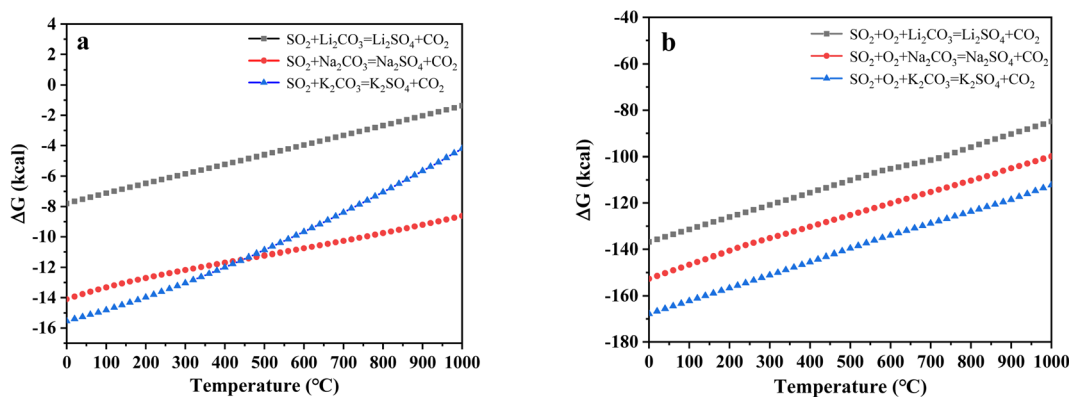 a
SO₂+Li₂CO₃=Li₂SO₄+CO₂
SO₂+Na₂CO₃=Na₂SO₄+CO₂
SO₂+K₂CO₃=K₂SO₄+CO₂
4
2
0
-2
-4
-6
-8
-10
-12
-14
-16
ΔG (kcal)
0 100 200 300 400 500 600 700 800 900 1000
Temperature (℃)
b
SO₂+O₂+Li₂CO₃=Li₂SO₄+CO₂
SO₂+O₂+Na₂CO₃=Na₂SO₄+CO₂
SO₂+O₂+K₂CO₃=K₂SO₄+CO₂
-40
-60
-80
-100
-120
-140
-160
-180
ΔG (kcal)
0 100 200 300 400 500 600 700 800 900 1000
Temperature (℃)